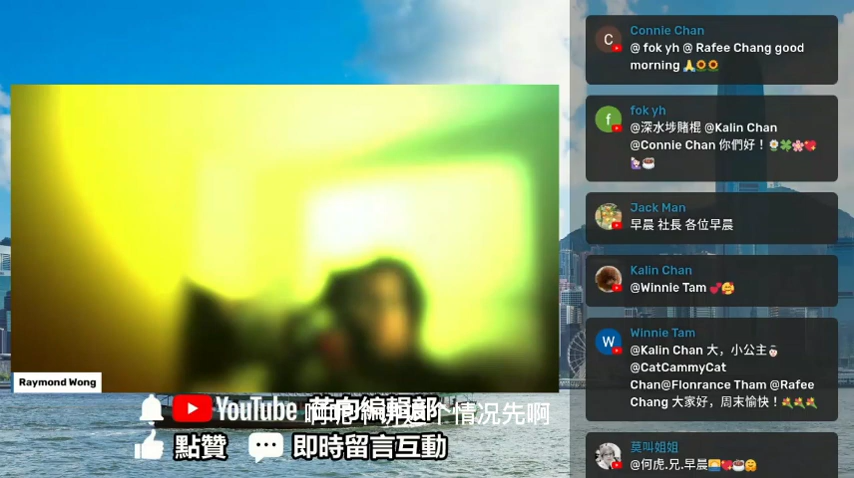 Connie Chan
@ fok yh @ Rafee Chang good
morning 🙏🌻🌻
fok yh
@深水埗賭棍 @Kalin Chan
@Connie Chan 你們好！
Jack Man
早晨 社長 各位早晨
Kalin Chan
@Winnie Tam 💕🥰
Winnie Tam
@Kalin Chan 大，小公主
@CatCammyCat
Chan@Flonrance Tham @Rafee
Chang 大家好，周末愉快！
莫叫姐姐
@何虎.兄.早晨
Raymond Wong
YouTube
情況先啊
點贊
即時留言互動